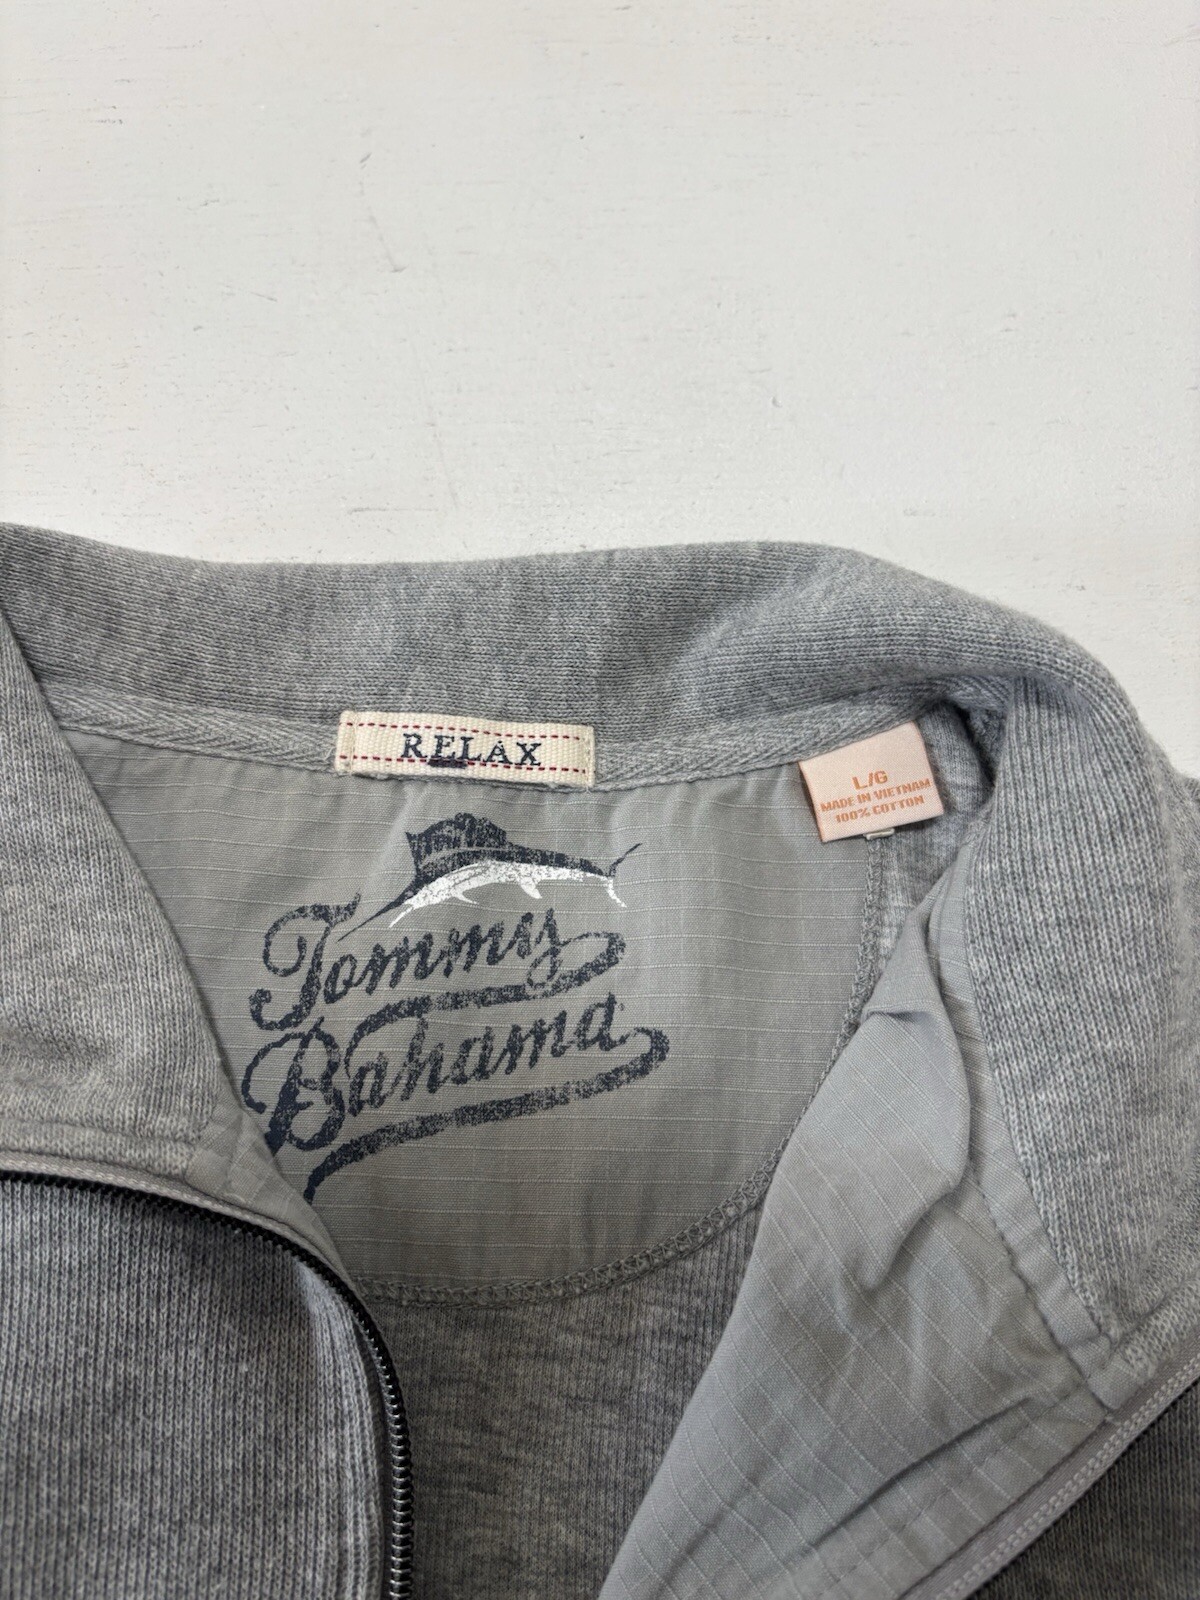 RELAX
L/G
MADE IN VIETNAM
100% COTTON
Tommy
Bahama